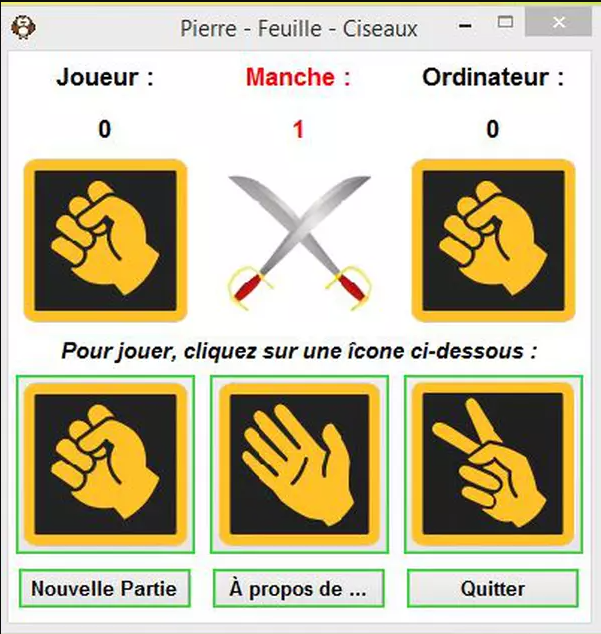 Pierre - Feuille - Ciseaux
Joueur : Manche : Ordinateur :
0 1 0
Pour jouer, cliquez sur une îcone ci-dessous :
Nouvelle Partie À propos de ... Quitter